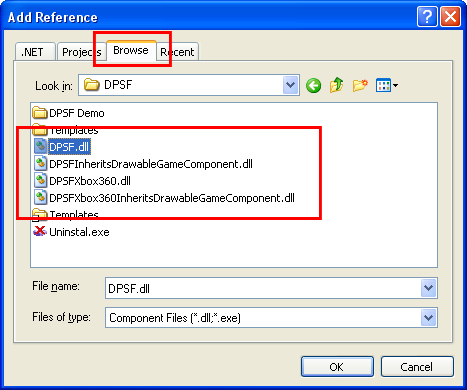 Add Reference
.NET Projects Browse Recent
Look in: DPSF
DPSF Demo
Templates
DPSF.dll
DPSFInheritsDrawableGameComponent.dll
DPSFXbox360.dll
DPSFXbox360InheritsDrawableGameComponent.dll
Templates
Uninstal.exe
File name: DPSF.dll
Files of type: Component Files (*.dll;*.exe)
OK Cancel